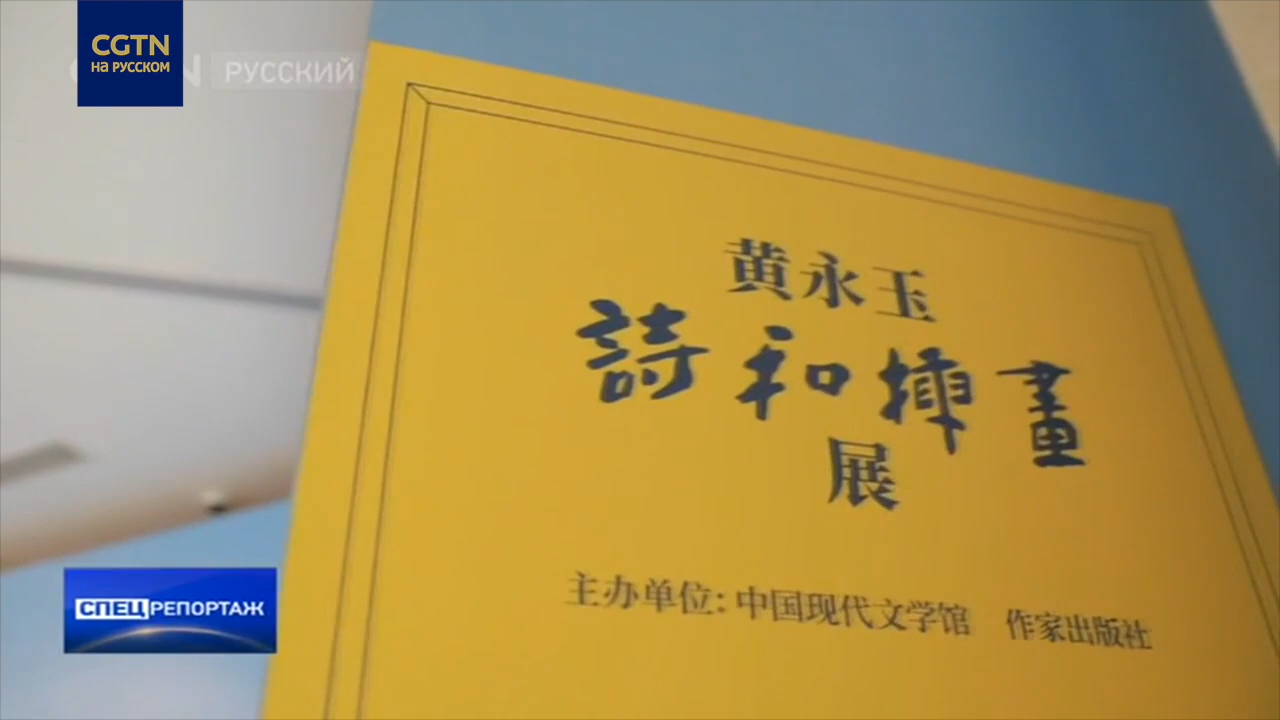 CGTN
НА РУССКОМ
РУССКИЙ
黄永玉
詩和插畫
展
主办单位:中国现代文学馆 作家出版社
СПЕЦРЕПОРТАЖ